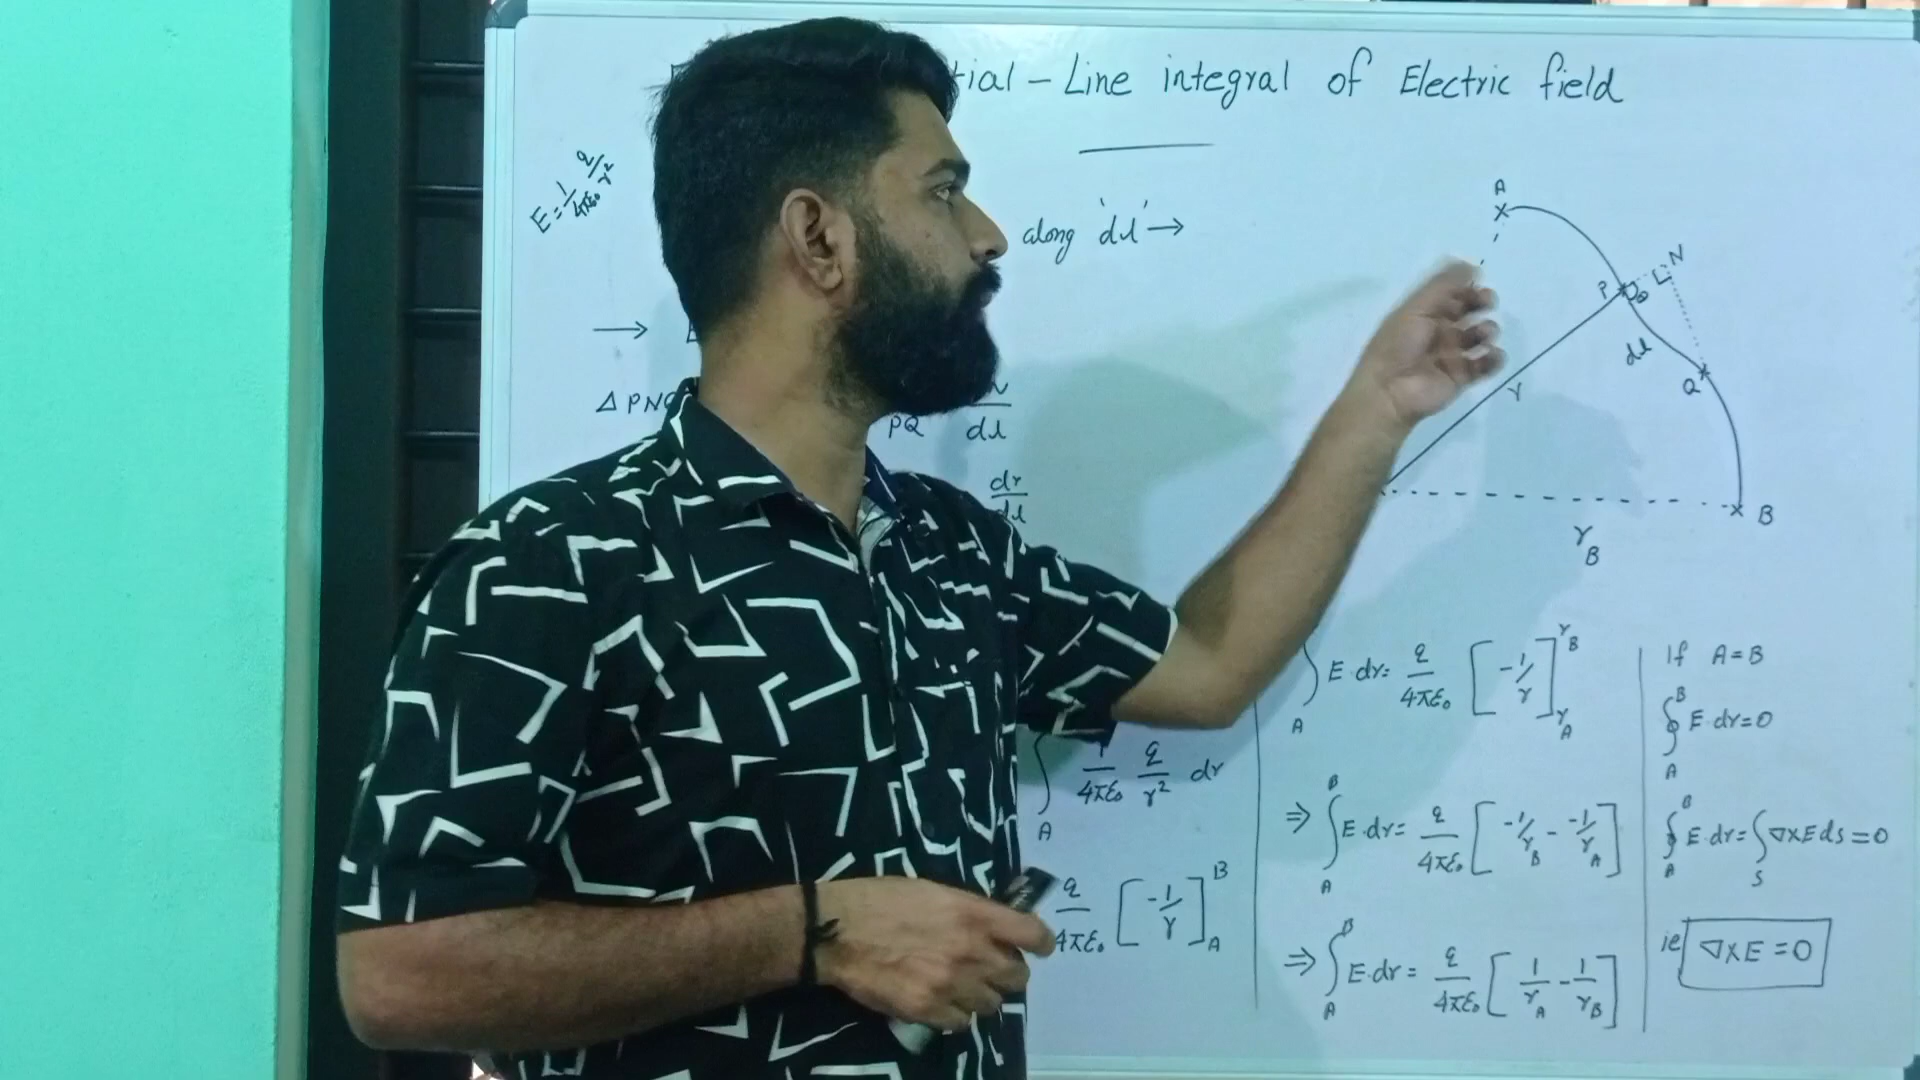 tial - Line integral of Electric field
E = 1/4πε₀ q/r²
along 'dl' →
→ E
Δ PN
PQ dl
dr/dl
A
P
N
θ
dl
Q
r
B
r_B
∫_A 1/4πε₀ q/r² dr
q/4πε₀ [-1/r]_A^B
∫_A E·dr = q/4πε₀ [-1/r]_{r_A}^{r_B}
⇒ ∫_A^B E·dr = q/4πε₀ [-1/r_B - -1/r_A]
⇒ ∫_A^B E·dr = q/4πε₀ [1/r_A - 1/r_B]
If A = B
∮_A^B E·dr = 0
∮_A^B E·dr = ∫_S ∇×E ds = 0
ie ∇×E = 0